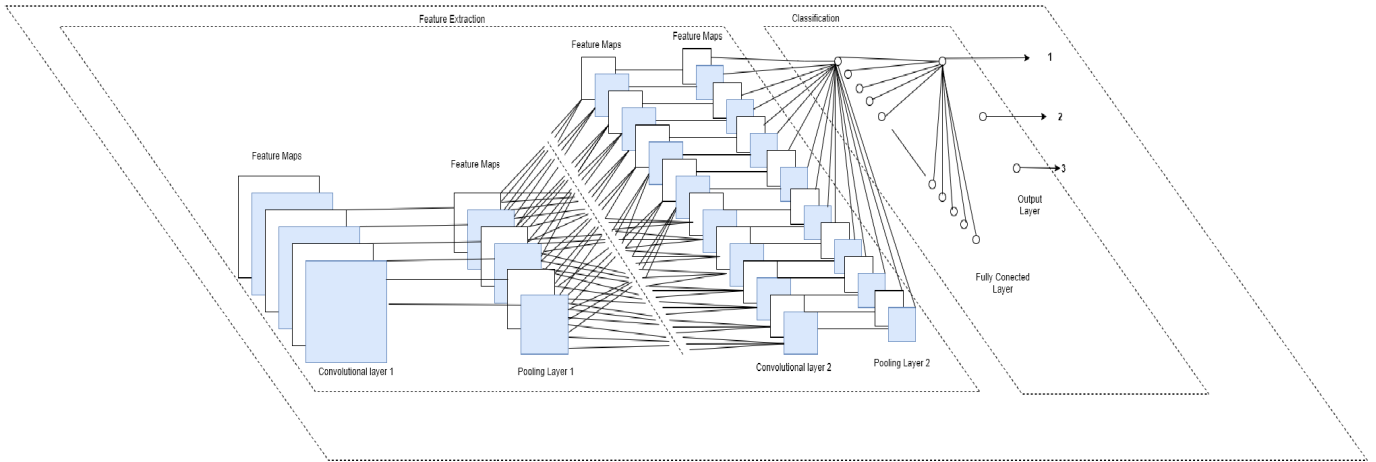 Feature Extraction
Classification
Feature Maps
Feature Maps
Feature Maps
Feature Maps
1
2
3
Output
Layer
Fully Conected
Layer
Convolutional layer 1
Pooling Layer 1
Convolutional layer 2
Pooling Layer 2